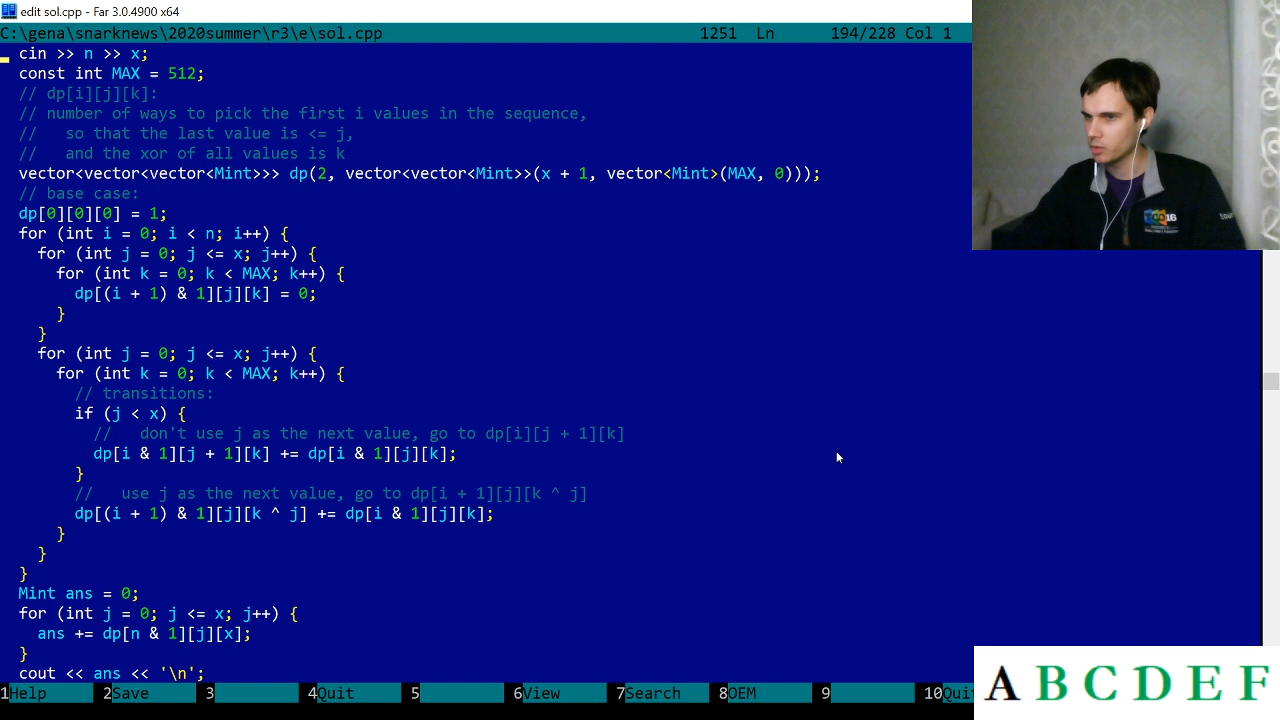 edit sol.cpp - Far 3.0.4900 x64
C:\gena\snarknews\2020summer\r3\e\sol.cpp 1251 Ln 194/228 Col 1
cin >> n >> x;
const int MAX = 512;
// dp[i][j][k]:
// number of ways to pick the first i values in the sequence,
//   so that the last value is <= j,
//   and the xor of all values is k
vector<vector<vector<Mint>>> dp(2, vector<vector<Mint>>(x + 1, vector<Mint>(MAX, 0)));
// base case:
dp[0][0][0] = 1;
for (int i = 0; i < n; i++) {
  for (int j = 0; j <= x; j++) {
    for (int k = 0; k < MAX; k++) {
      dp[(i + 1) & 1][j][k] = 0;
    }
  }
  for (int j = 0; j <= x; j++) {
    for (int k = 0; k < MAX; k++) {
      // transitions:
      if (j < x) {
        //   don't use j as the next value, go to dp[i][j + 1][k]
        dp[i & 1][j + 1][k] += dp[i & 1][j][k];
      }
      //   use j as the next value, go to dp[i + 1][j][k ^ j]
      dp[(i + 1) & 1][j][k ^ j] += dp[i & 1][j][k];
    }
  }
}
Mint ans = 0;
for (int j = 0; j <= x; j++) {
  ans += dp[n & 1][j][x];
}
cout << ans << '\n';
1Help 2Save 3 4Quit 5 6View 7Search 8OEM 9 10Qui
A B C D E F